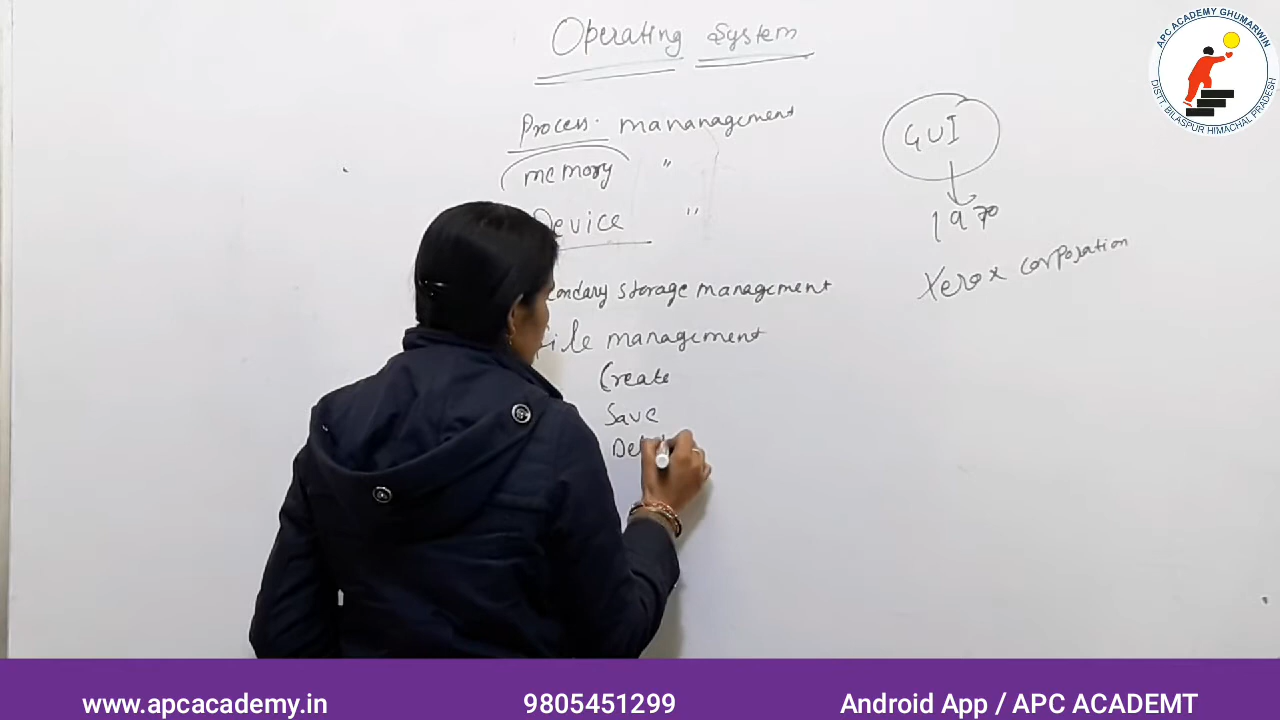 Operating System
Process. mananagement
memory "
Device "
condary storage management
file management
Create
Save
GUI
1970
Xerox corporation
APC ACADEMY GHUMARWIN
DISTT BILASPUR HIMACHAL PRADESH
www.apcacademy.in 9805451299 Android App / APC ACADEMT